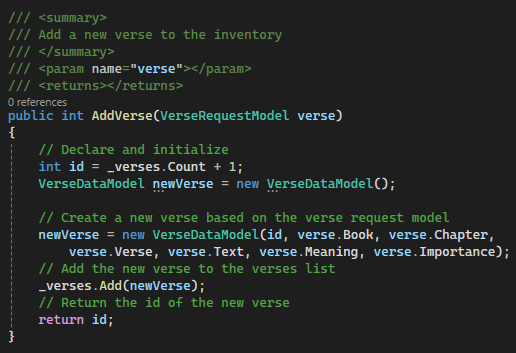 /// <summary>
/// Add a new verse to the inventory
/// </summary>
/// <param name="verse"></param>
/// <returns></returns>
0 references
public int AddVerse(VerseRequestModel verse)
{
// Declare and initialize
int id = _verses.Count + 1;
VerseDataModel newVerse = new VerseDataModel();
// Create a new verse based on the verse request model
newVerse = new VerseDataModel(id, verse.Book, verse.Chapter,
verse.Verse, verse.Text, verse.Meaning, verse.Importance);
// Add the new verse to the verses list
_verses.Add(newVerse);
// Return the id of the new verse
return id;
}